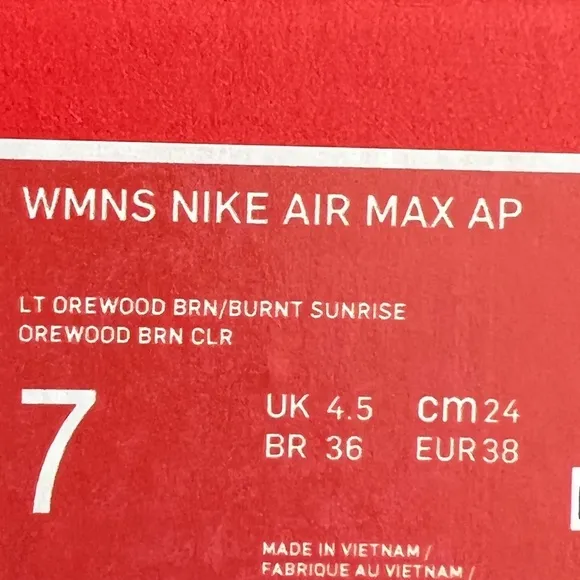 WMNS NIKE AIR MAX AP
LT OREWOOD BRN/BURNT SUNRISE
OREWOOD BRN CLR
7
UK 4.5 cm 24
BR 36 EUR 38
MADE IN VIETNAM /
FABRIQUE AU VIETNAM /